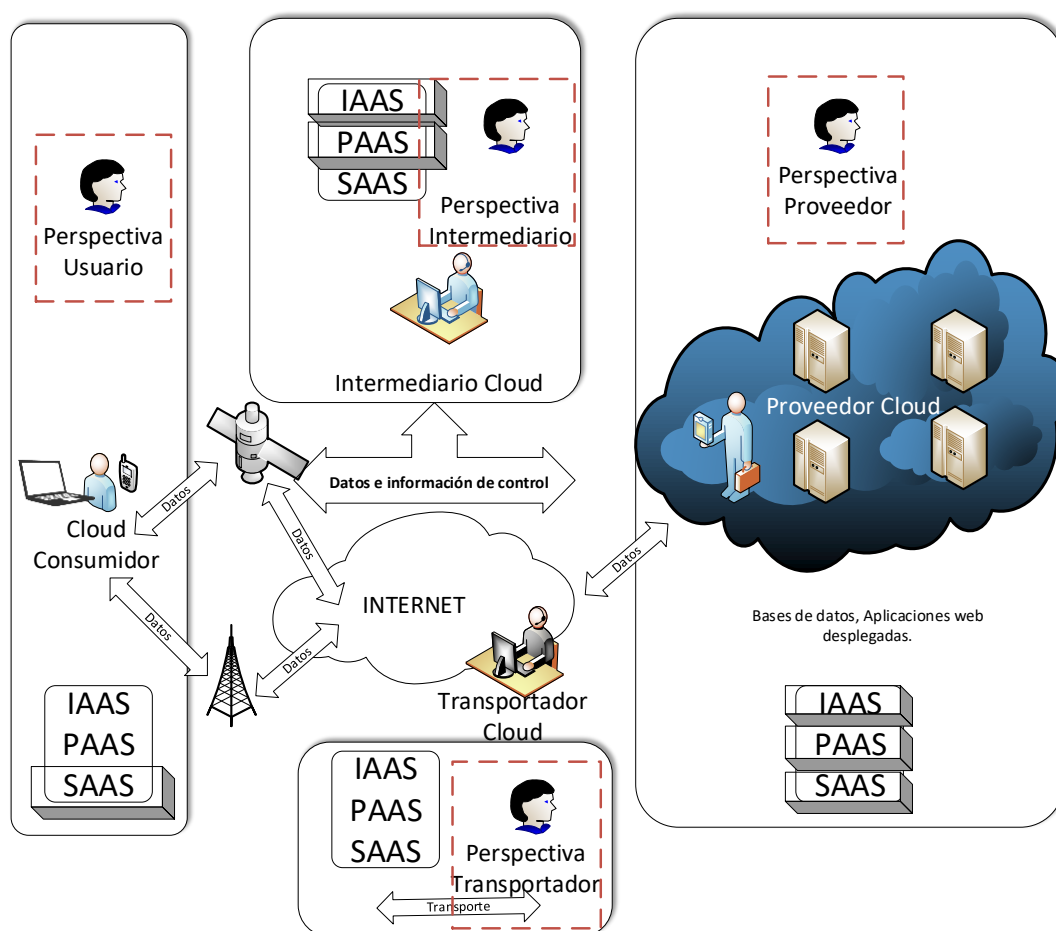 Perspectiva
Usuario
Cloud
Consumidor
Datos
Datos
IAAS
PAAS
SAAS
IAAS
PAAS
SAAS
Perspectiva
Intermediario
Intermediario Cloud
Datos e información de control
Datos
INTERNET
Datos
Datos
Transportador
Cloud
IAAS
PAAS
SAAS
Perspectiva
Transportador
Transporte
Perspectiva
Proveedor
Proveedor Cloud
Bases de datos, Aplicaciones web
desplegadas.
IAAS
PAAS
SAAS